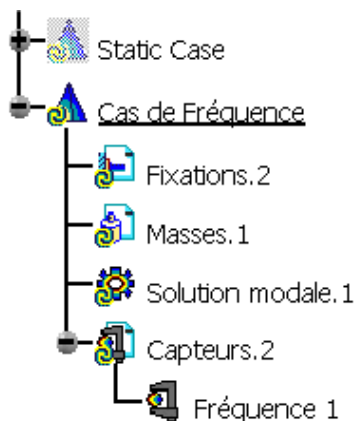 Static Case
Cas de Fréquence
Fixations.2
Masses.1
Solution modale.1
Capteurs.2
Fréquence 1